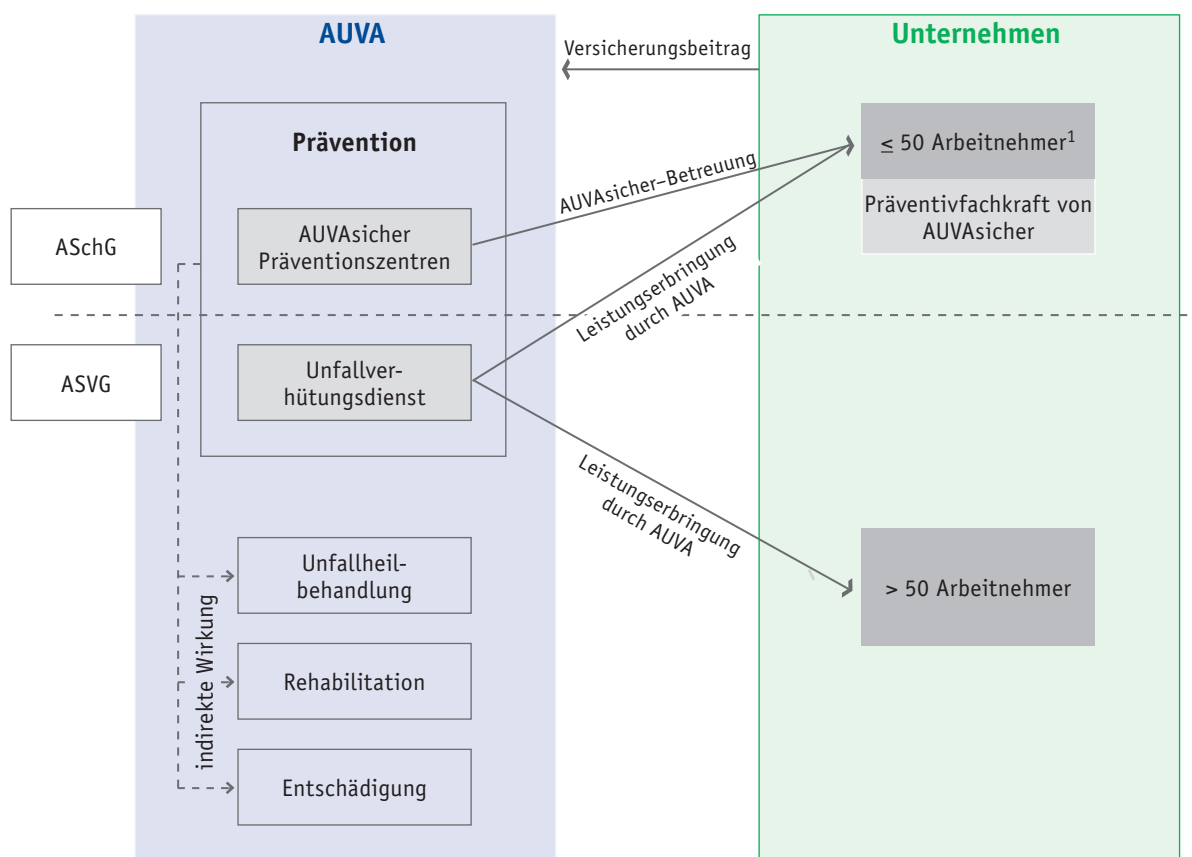 AUVA
Unternehmen
Versicherungsbeitrag
Prävention
≤ 50 Arbeitnehmer¹
Präventivfachkraft von
AUVAsicher
AUVAsicher–Betreuung
ASchG
AUVAsicher
Präventionszentren
Leistungserbringung
durch AUVA
ASVG
Unfallver-
hütungsdienst
Leistungserbringung
durch AUVA
Unfallheil-
behandlung
> 50 Arbeitnehmer
indirekte Wirkung
Rehabilitation
Entschädigung